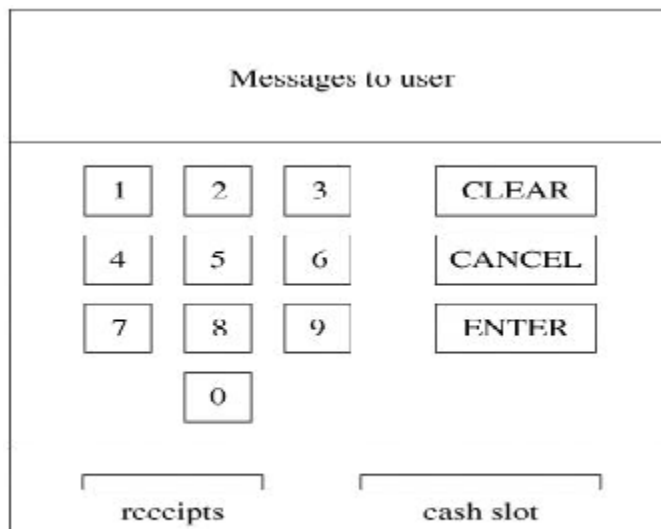 Messages to user
1 2 3 CLEAR
4 5 6 CANCEL
7 8 9 ENTER
0
receipts cash slot